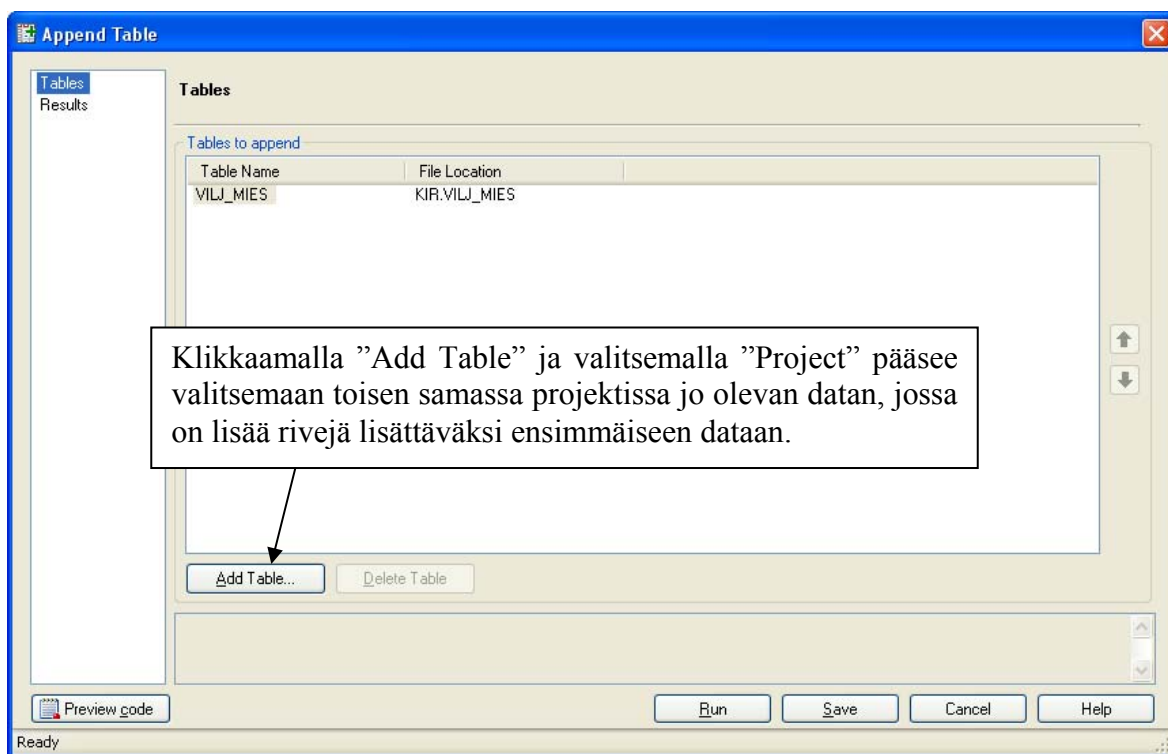 Append Table
Tables
Results
Tables
Tables to append
Table Name File Location
VILJ_MIES KIR.VILJ_MIES
Klikkaamalla ”Add Table” ja valitsemalla ”Project” pääsee
valitsemaan toisen samassa projektissa jo olevan datan, jossa
on lisää rivejä lisättäväksi ensimmäiseen dataan.
Add Table... Delete Table
Preview code Run Save Cancel Help
Ready